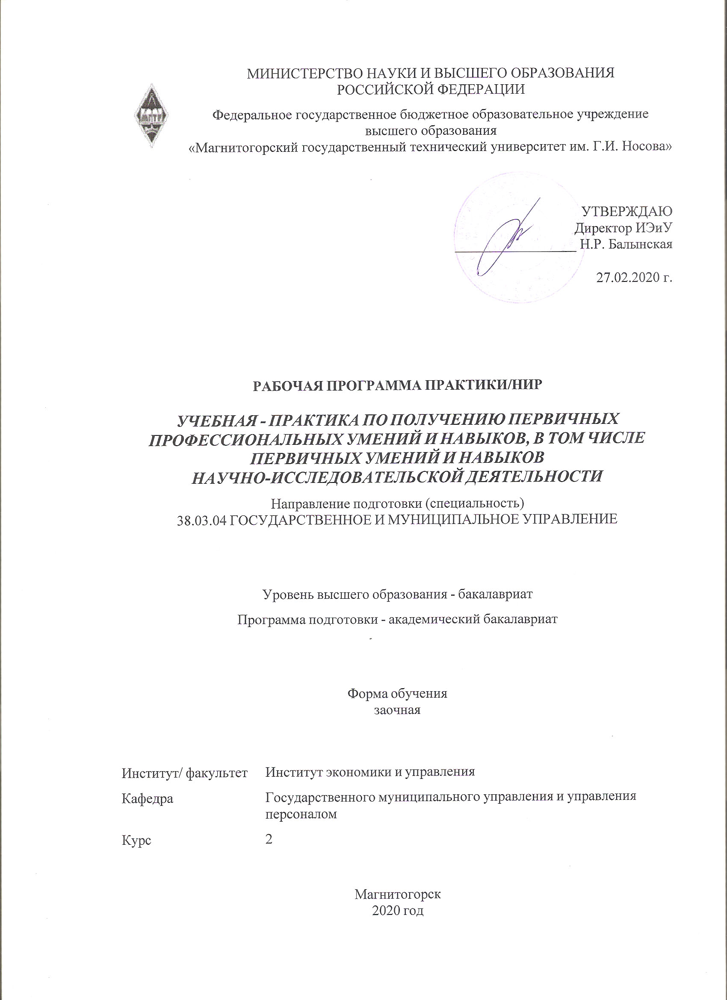 МИНИСТЕРСТВО НАУКИ И ВЫСШЕГО ОБРАЗОВАНИЯ
РОССИЙСКОЙ ФЕДЕРАЦИИ
Федеральное государственное бюджетное образовательное учреждение
высшего образования
«Магнитогорский государственный технический университет им. Г.И. Носова»
УТВЕРЖДАЮ
Директор ИЭиУ
Н.Р. Балынская
27.02.2020 г.
РАБОЧАЯ ПРОГРАММА ПРАКТИКИ/НИР
УЧЕБНАЯ - ПРАКТИКА ПО ПОЛУЧЕНИЮ ПЕРВИЧНЫХ
ПРОФЕССИОНАЛЬНЫХ УМЕНИЙ И НАВЫКОВ, В ТОМ ЧИСЛЕ
ПЕРВИЧНЫХ УМЕНИЙ И НАВЫКОВ
НАУЧНО-ИССЛЕДОВАТЕЛЬСКОЙ ДЕЯТЕЛЬНОСТИ
Направление подготовки (специальность)
38.03.04 ГОСУДАРСТВЕННОЕ И МУНИЦИПАЛЬНОЕ УПРАВЛЕНИЕ
Уровень высшего образования - бакалавриат
Программа подготовки - академический бакалавриат
Форма обучения
заочная
Институт/ факультет Институт экономики и управления
Кафедра Государственного муниципального управления и управления
персоналом
Курс 2
Магнитогорск
2020 год